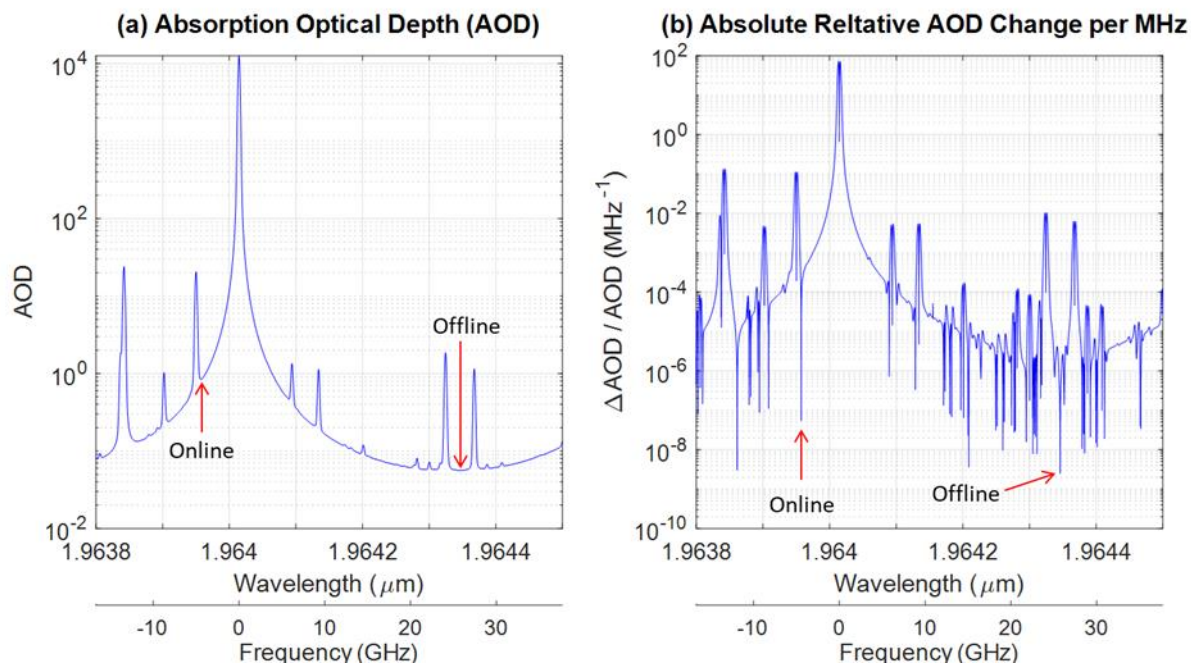 (a) Absorption Optical Depth (AOD)
10^4
10^2
10^0
10^-2
AOD
Online
Offline
1.9638
1.964
1.9642
1.9644
Wavelength (μm)
-10
0
10
20
30
Frequency (GHz)
(b) Absolute Reltative AOD Change per MHz
10^2
10^0
10^-2
10^-4
10^-6
10^-8
10^-10
ΔAOD / AOD (MHz^-1)
Online
Offline
1.9638
1.964
1.9642
1.9644
Wavelength (μm)
-10
0
10
20
30
Frequency (GHz)